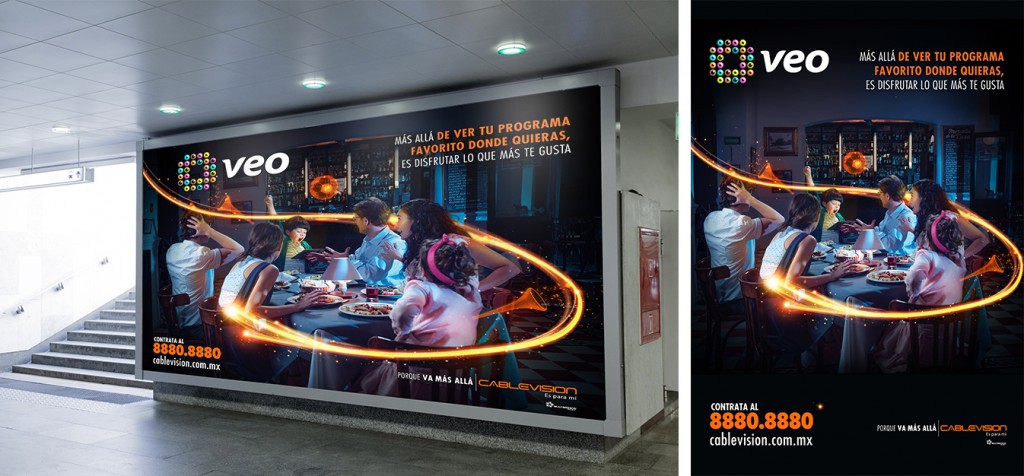 veo
MÁS ALLÁ DE VER TU PROGRAMA
FAVORITO DONDE QUIERAS,
ES DISFRUTAR LO QUE MÁS TE GUSTA
CONTRATA AL
8880.8880
cablevision.com.mx
PORQUE VA MÁS ALLÁ
CABLEVISION
Es para mí
veo
MÁS ALLÁ DE VER TU PROGRAMA
FAVORITO DONDE QUIERAS,
ES DISFRUTAR LO QUE MÁS TE GUSTA
CONTRATA AL
8880.8880
cablevision.com.mx
PORQUE VA MÁS ALLÁ
CABLEVISION
Es para mí